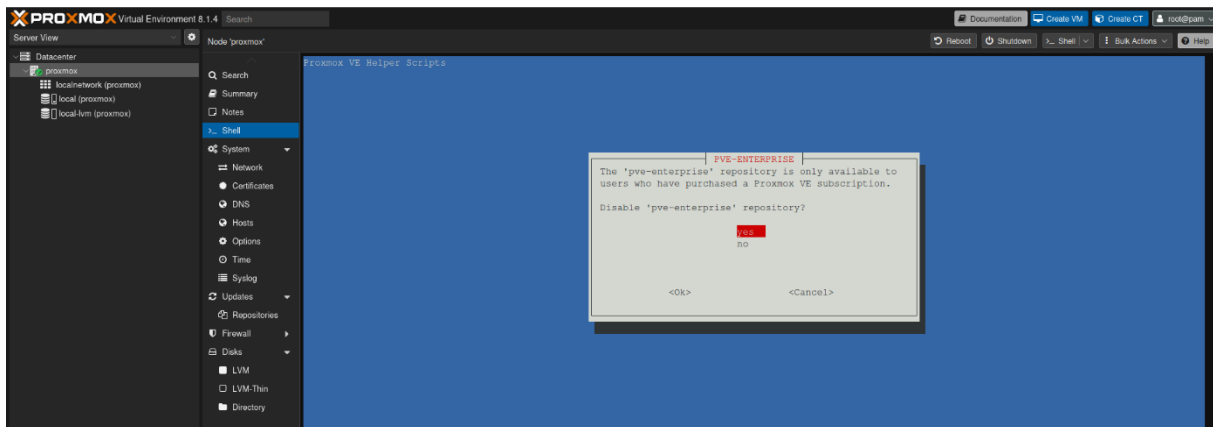 PROXMOX Virtual Environment 8.1.4 Search
Documentation Create VM Create CT root@pam
Server View
Node 'proxmox'
Reboot Shutdown >_ Shell Bulk Actions Help
Datacenter
proxmox
localnetwork (proxmox)
local (proxmox)
local-lvm (proxmox)
Search
Summary
Notes
>_ Shell
System
Network
Certificates
DNS
Hosts
Options
Time
Syslog
Updates
Repositories
Firewall
Disks
LVM
LVM-Thin
Directory
Proxmox VE Helper Scripts
PVE-ENTERPRISE
The 'pve-enterprise' repository is only available to
users who have purchased a Proxmox VE subscription.
Disable 'pve-enterprise' repository?
yes
no
<Ok> <Cancel>